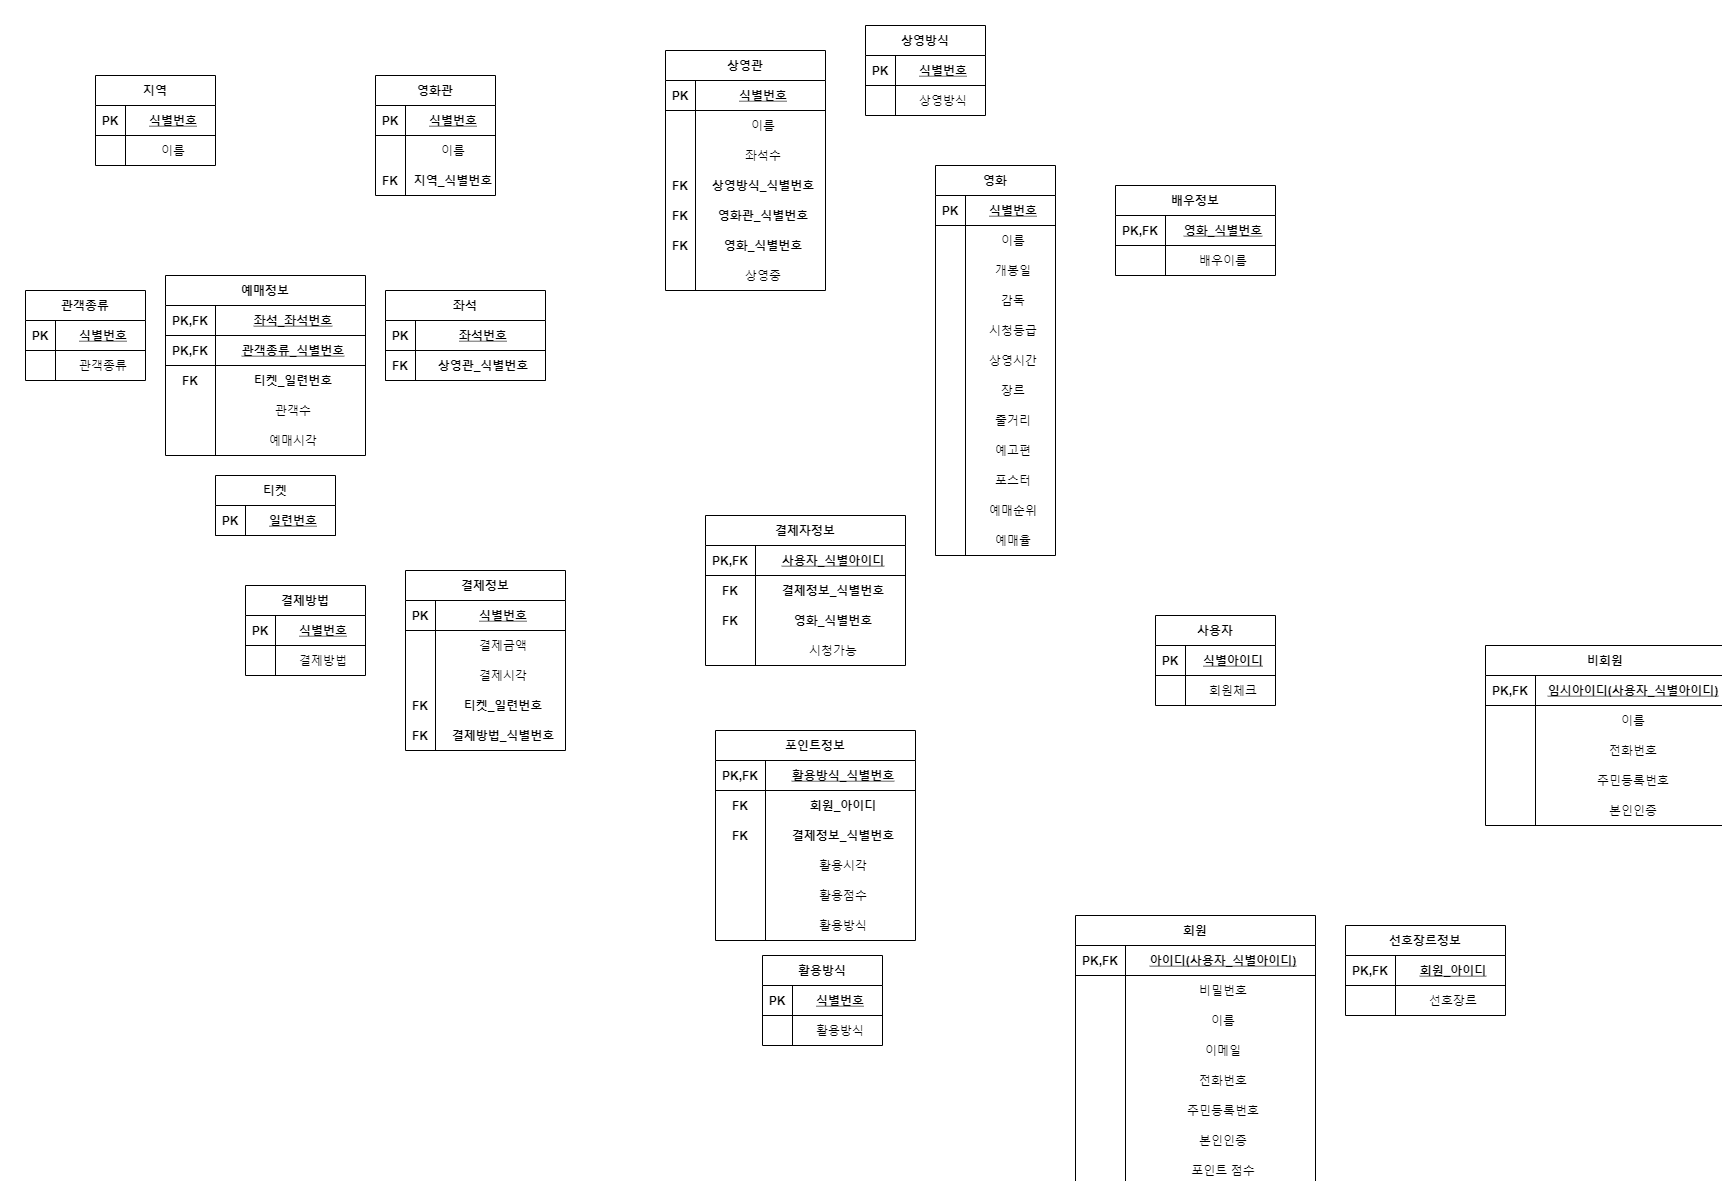 상영방식
PK 식별번호
상영방식
상영관
PK 식별번호
이름
좌석수
FK 상영방식_식별번호
FK 영화관_식별번호
FK 영화_식별번호
상영중
지역
PK 식별번호
이름
영화관
PK 식별번호
이름
FK 지역_식별번호
영화
PK 식별번호
이름
개봉일
감독
시청등급
상영시간
장르
줄거리
예고편
포스터
예매순위
예매율
배우정보
PK,FK 영화_식별번호
배우이름
관객종류
PK 식별번호
관객종류
예매정보
PK,FK 좌석_좌석번호
PK,FK 관객종류_식별번호
FK 티켓_일련번호
관객수
예매시각
좌석
PK 좌석번호
FK 상영관_식별번호
티켓
PK 일련번호
결제방법
PK 식별번호
결제방법
결제정보
PK 식별번호
결제금액
결제시각
FK 티켓_일련번호
FK 결제방법_식별번호
결제자정보
PK,FK 사용자_식별아이디
FK 결제정보_식별번호
FK 영화_식별번호
시청가능
사용자
PK 식별아이디
회원체크
비회원
PK,FK 임시아이디(사용자_식별아이디)
이름
전화번호
주민등록번호
본인인증
포인트정보
PK,FK 활용방식_식별번호
FK 회원_아이디
FK 결제정보_식별번호
활용시각
활용점수
활용방식
활용방식
PK 식별번호
활용방식
회원
PK,FK 아이디(사용자_식별아이디)
비밀번호
이름
이메일
전화번호
주민등록번호
본인인증
포인트 점수
선호장르정보
PK,FK 회원_아이디
선호장르